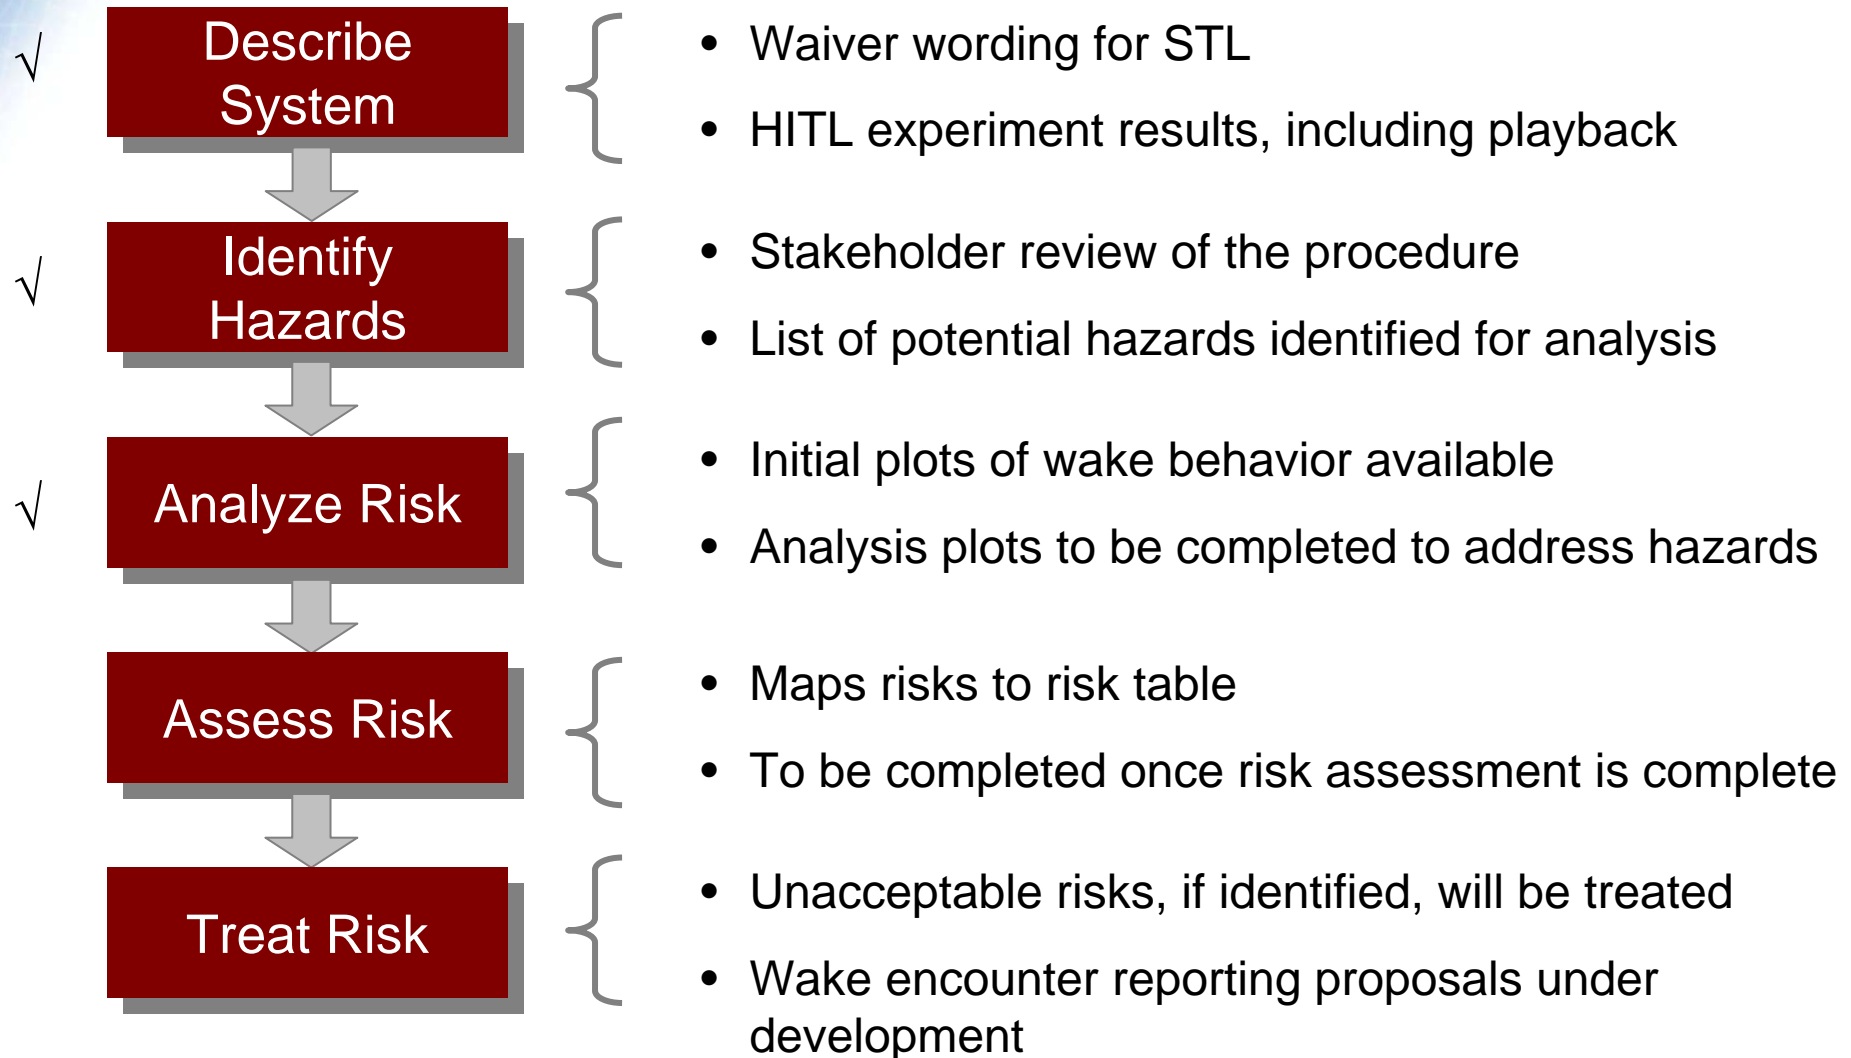 √
Describe
System
• Waiver wording for STL
• HITL experiment results, including playback
√
Identify
Hazards
• Stakeholder review of the procedure
• List of potential hazards identified for analysis
√
Analyze Risk
• Initial plots of wake behavior available
• Analysis plots to be completed to address hazards
Assess Risk
• Maps risks to risk table
• To be completed once risk assessment is complete
Treat Risk
• Unacceptable risks, if identified, will be treated
• Wake encounter reporting proposals under
development